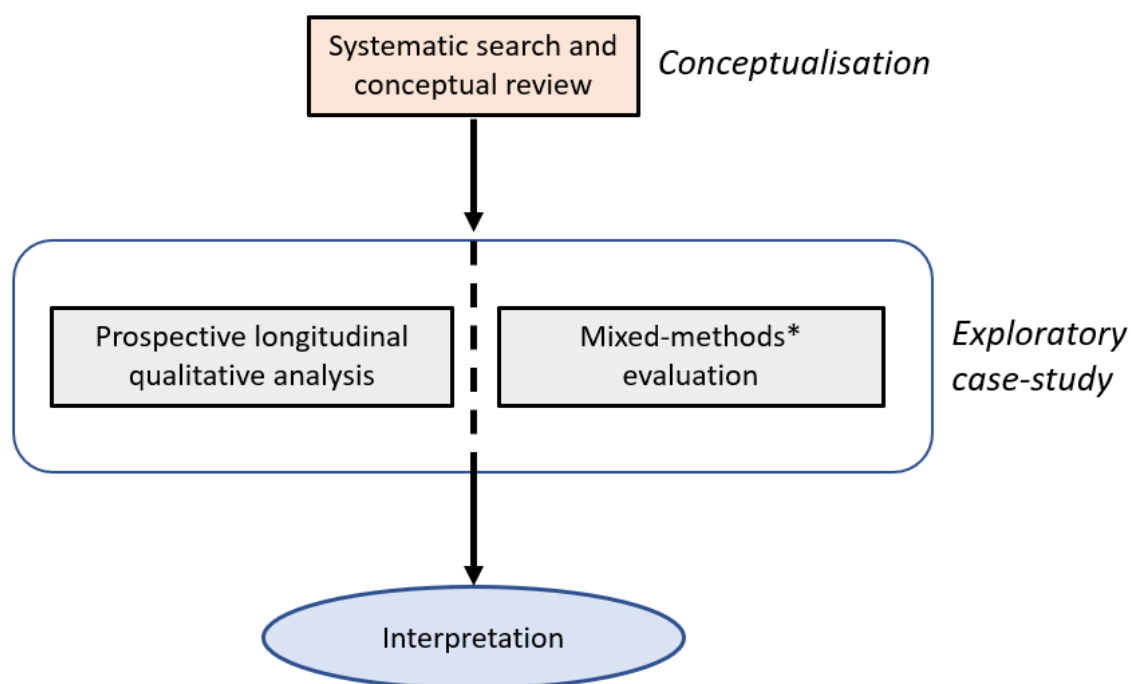 Systematic search and
conceptual review
Conceptualisation
Prospective longitudinal
qualitative analysis
Mixed-methods*
evaluation
Exploratory
case-study
Interpretation